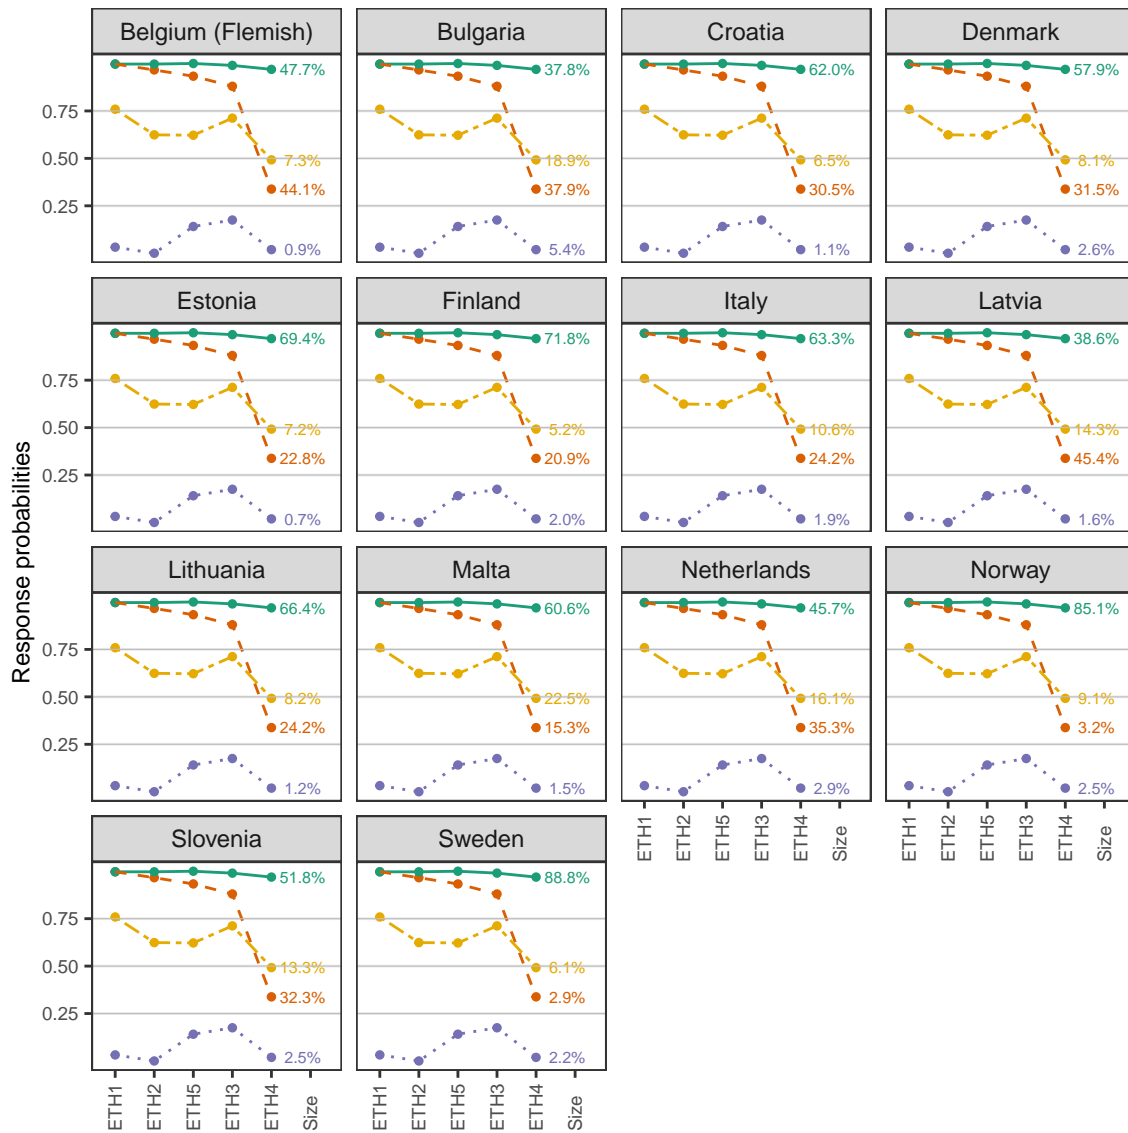 Response probabilities
Belgium (Flemish)
Bulgaria
Croatia
Denmark
0.75
0.50
0.25
47.7%
7.3%
44.1%
0.9%
37.8%
18.9%
37.9%
5.4%
62.0%
6.5%
30.5%
1.1%
57.9%
8.1%
31.5%
2.6%
Estonia
Finland
Italy
Latvia
0.75
0.50
0.25
69.4%
7.2%
22.8%
0.7%
71.8%
5.2%
20.9%
2.0%
63.3%
10.6%
24.2%
1.9%
38.6%
14.3%
45.4%
1.6%
Lithuania
Malta
Netherlands
Norway
0.75
0.50
0.25
66.4%
8.2%
24.2%
1.2%
60.6%
22.5%
15.3%
1.5%
45.7%
16.1%
35.3%
2.9%
85.1%
9.1%
3.2%
2.5%
ETH1
ETH2
ETH5
ETH3
ETH4
Size
ETH1
ETH2
ETH5
ETH3
ETH4
Size
Slovenia
Sweden
0.75
0.50
0.25
51.8%
13.3%
32.3%
2.5%
88.8%
6.1%
2.9%
2.2%
ETH1
ETH2
ETH5
ETH3
ETH4
Size
ETH1
ETH2
ETH5
ETH3
ETH4
Size